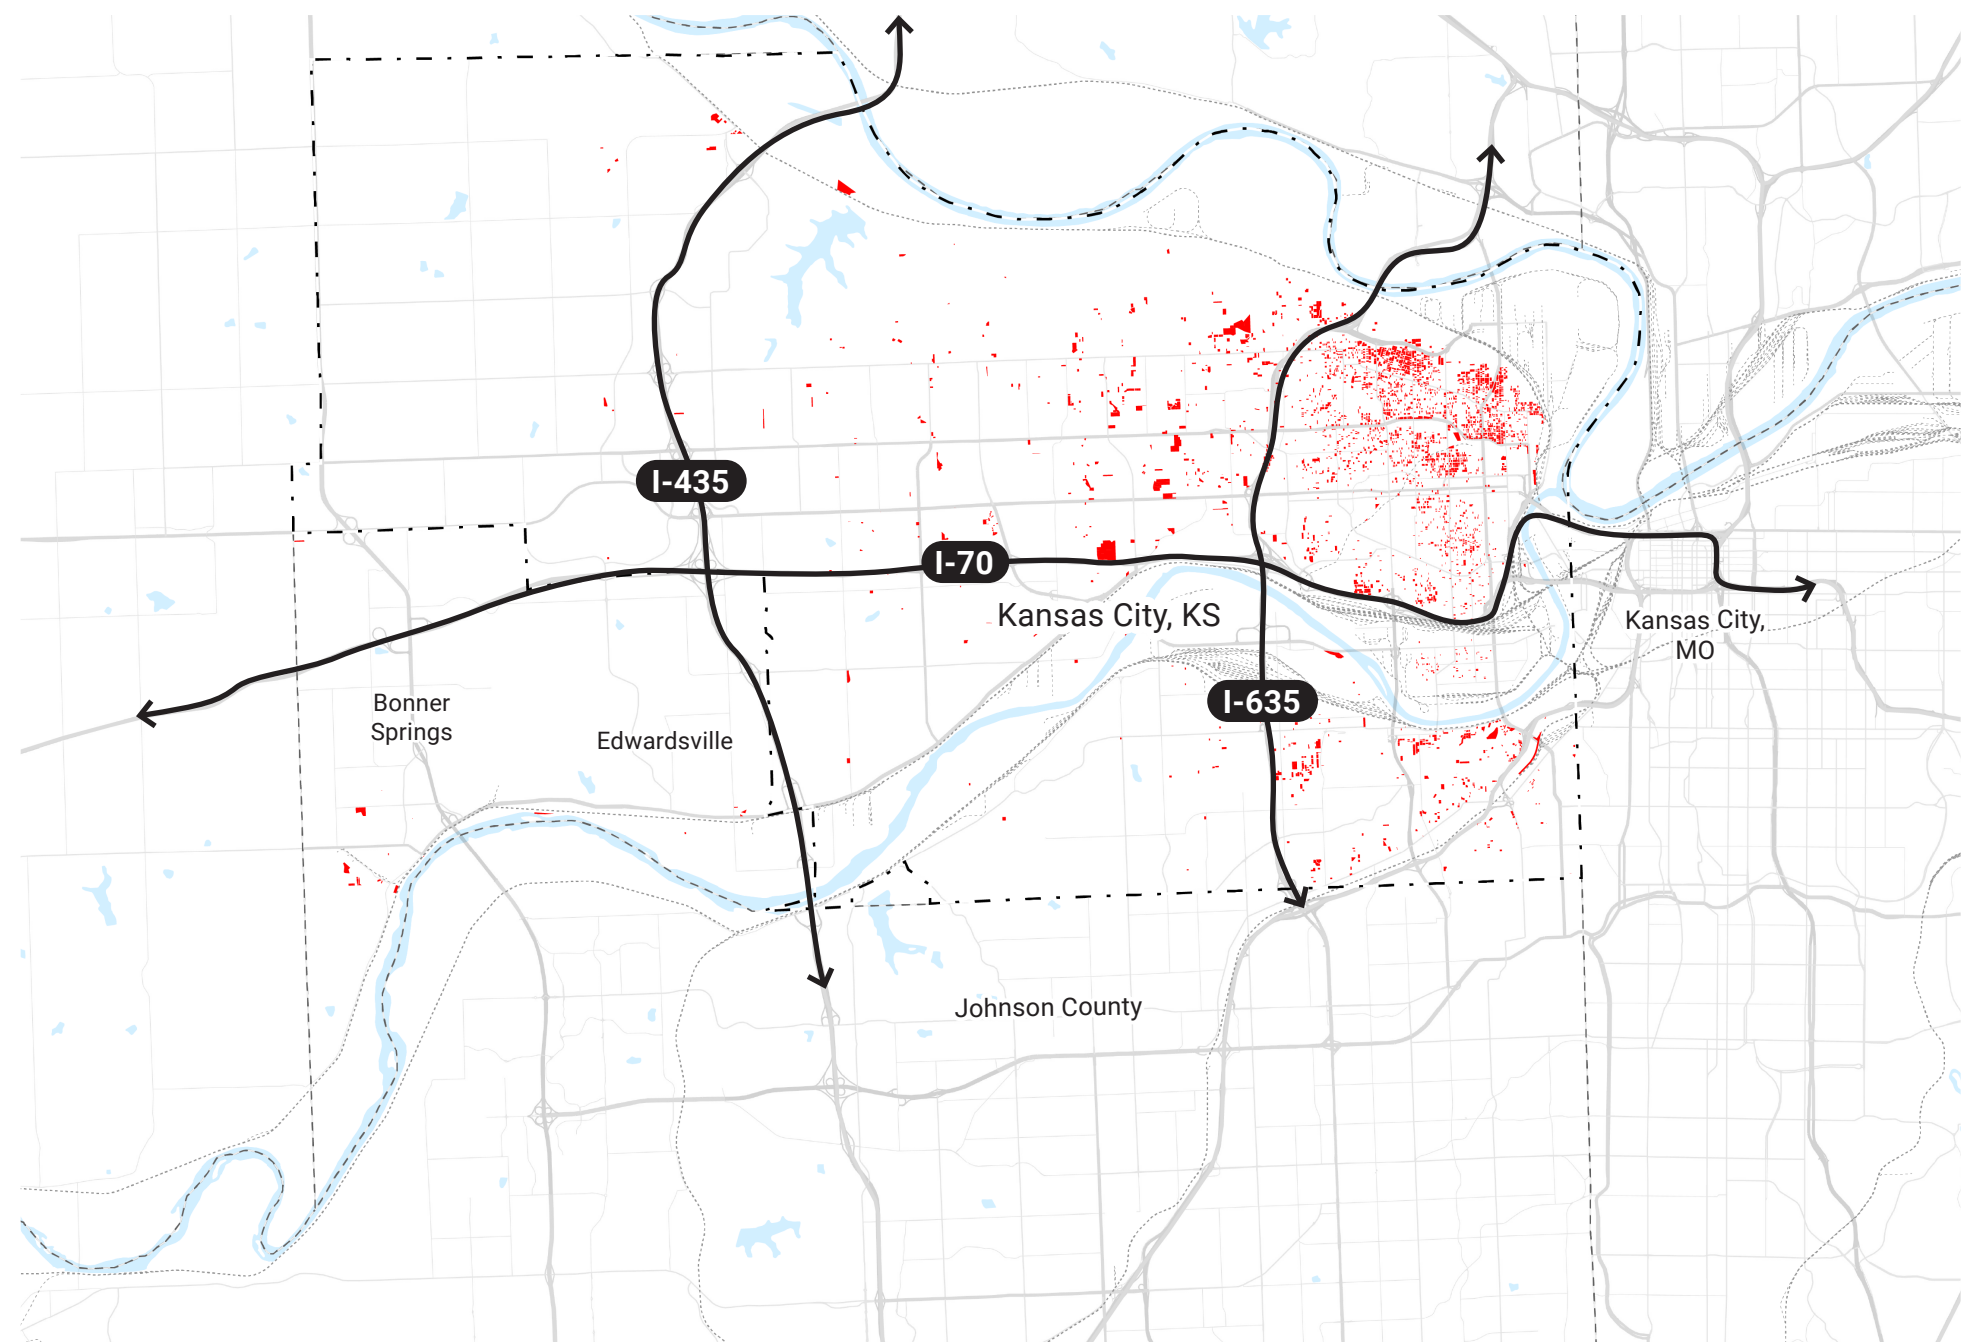 I-435
I-70
Kansas City, KS
Kansas City,
MO
I-635
Bonner
Springs
Edwardsville
Johnson County